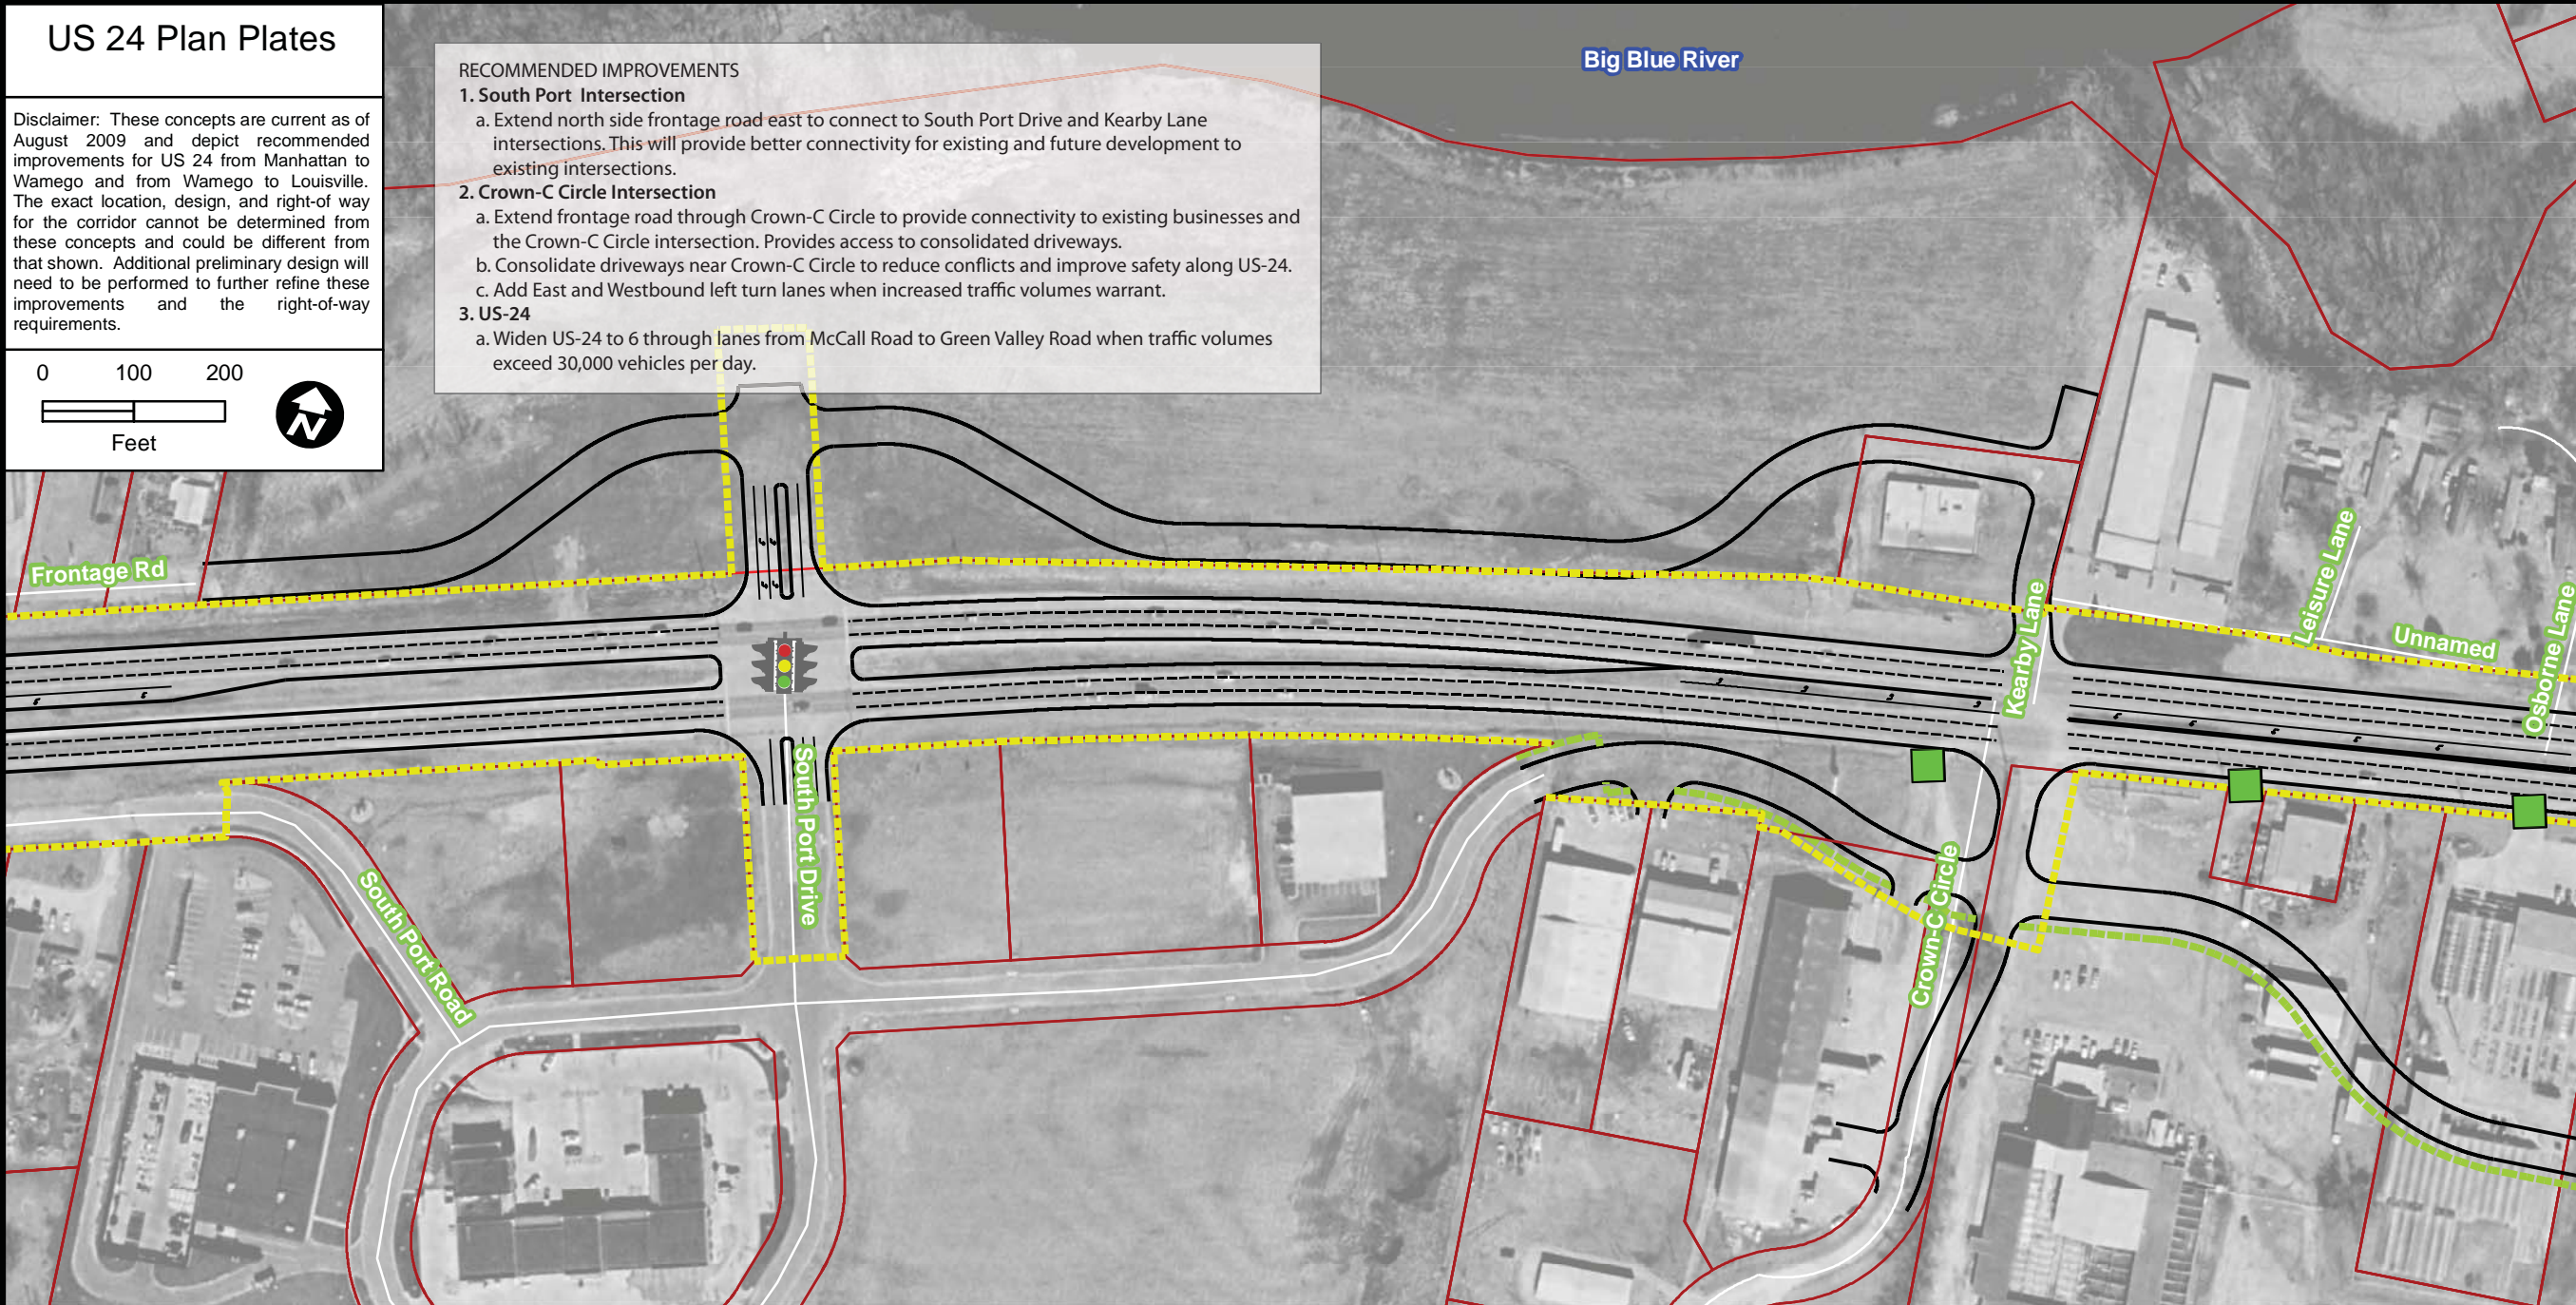 US 24 Plan Plates
Disclaimer: These concepts are current as of
August 2009 and depict recommended
improvements for US 24 from Manhattan to
Wamego and from Wamego to Louisville.
The exact location, design, and right-of way
for the corridor cannot be determined from
these concepts and could be different from
that shown. Additional preliminary design will
need to be performed to further refine these
improvements and the right-of-way
requirements.
0 100 200
Feet
N
RECOMMENDED IMPROVEMENTS
1. South Port Intersection
a. Extend north side frontage road east to connect to South Port Drive and Kearby Lane
intersections. This will provide better connectivity for existing and future development to
existing intersections.
2. Crown-C Circle Intersection
a. Extend frontage road through Crown-C Circle to provide connectivity to existing businesses and
the Crown-C Circle intersection. Provides access to consolidated driveways.
b. Consolidate driveways near Crown-C Circle to reduce conflicts and improve safety along US-24.
c. Add East and Westbound left turn lanes when increased traffic volumes warrant.
3. US-24
a. Widen US-24 to 6 through lanes from McCall Road to Green Valley Road when traffic volumes
exceed 30,000 vehicles per day.
Big Blue River
Frontage Rd
Leisure Lane
Kearby Lane
Unnamed
Osborne Lane
South Port Drive
South Port Road
Crown-C Circle